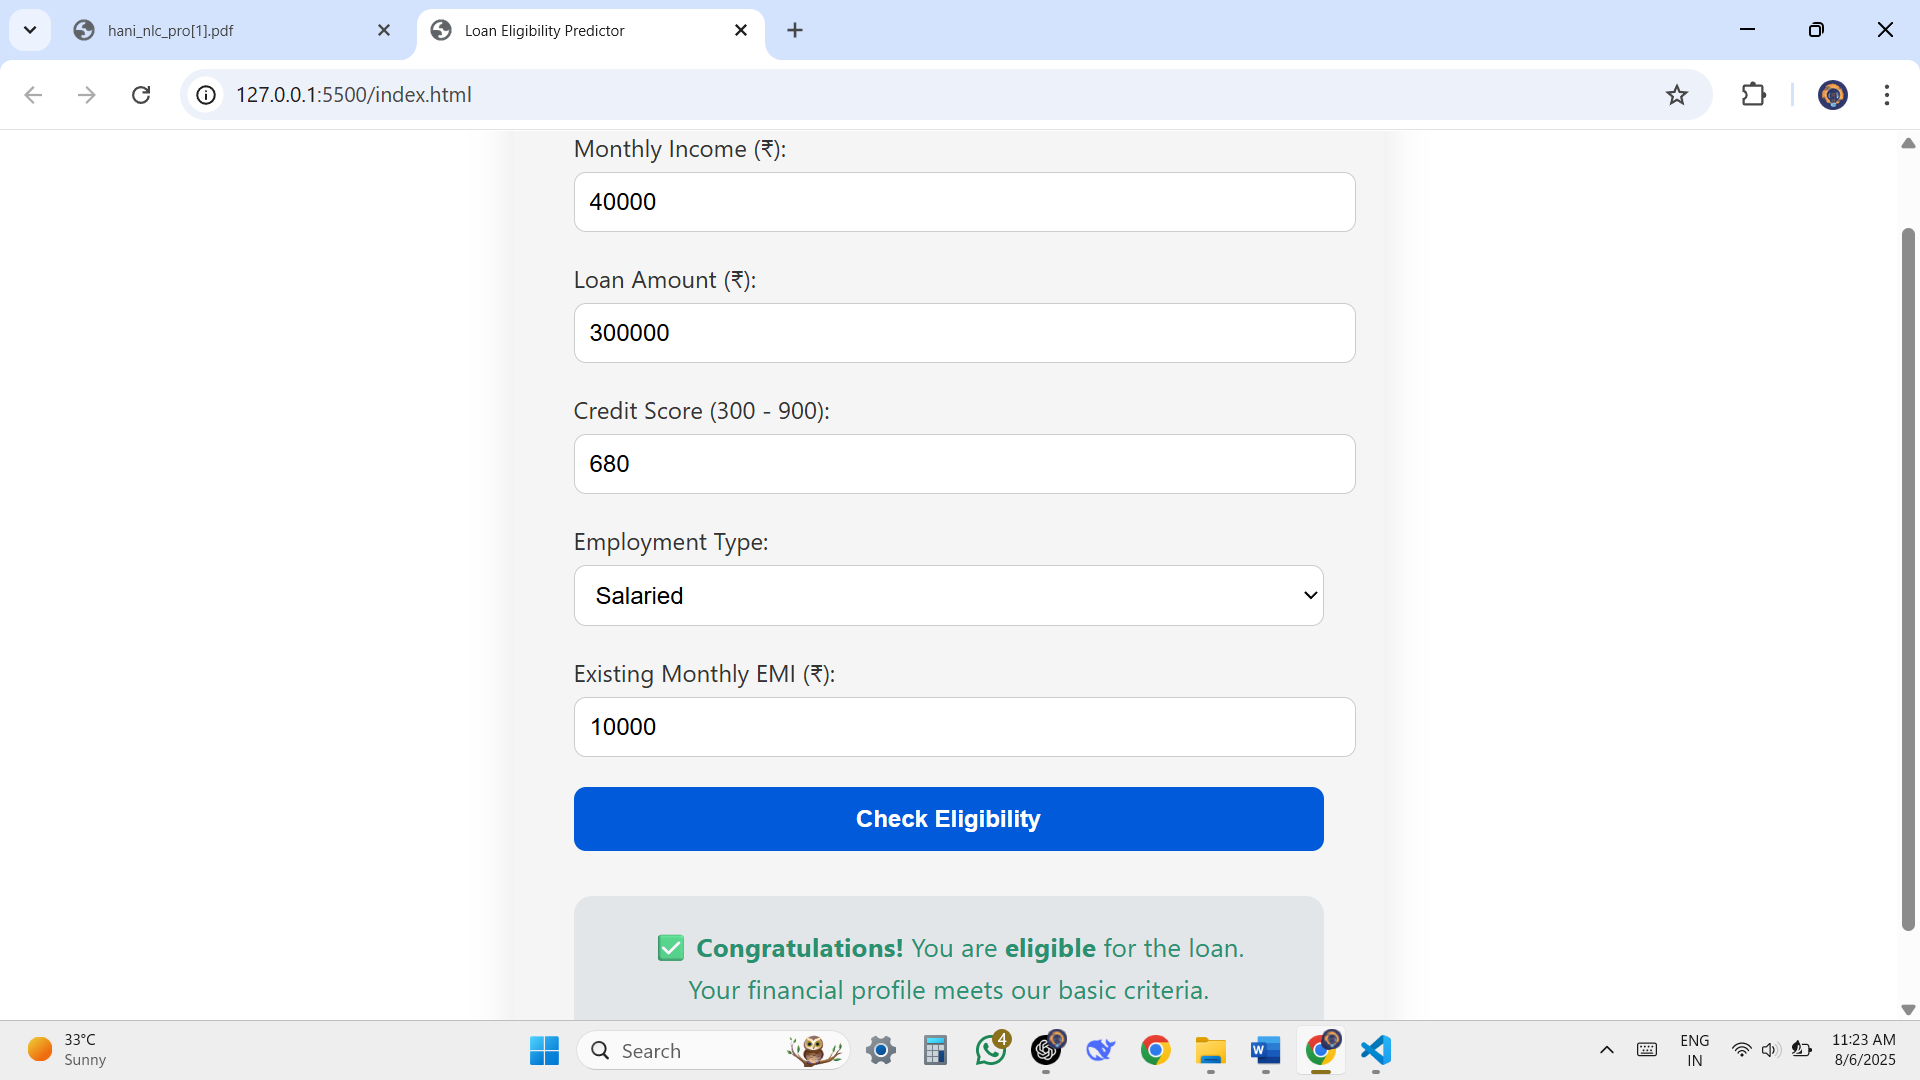 hani_nlc_pro[1].pdf
Loan Eligibility Predictor
127.0.0.1:5500/index.html
Monthly Income (₹):
40000
Loan Amount (₹):
300000
Credit Score (300 - 900):
680
Employment Type:
Salaried
Existing Monthly EMI (₹):
10000
Check Eligibility
✅ Congratulations! You are eligible for the loan.
Your financial profile meets our basic criteria.
33°C
Sunny
Search
4
W
ENG
IN
11:23 AM
8/6/2025